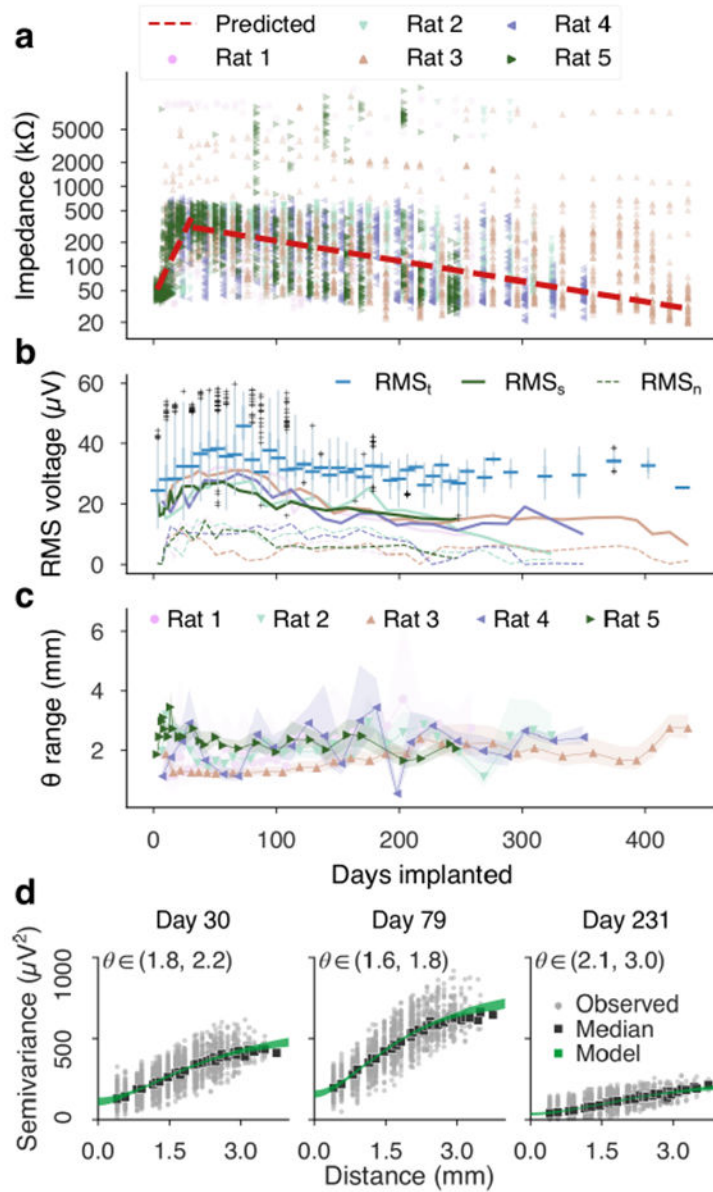 a
Predicted Rat 2 Rat 4
Rat 1 Rat 3 Rat 5
Impedance (kΩ)
5000
2000
1000
500
200
100
50
20
b
RMSt RMSs RMSn
RMS voltage (µV)
60
40
20
0
c
Rat 1 Rat 2 Rat 3 Rat 4 Rat 5
θ range (mm)
6
4
2
0 100 200 300 400
Days implanted
d
Day 30 Day 79 Day 231
Semivariance (µV²)
1000
500
0
θ∈(1.8, 2.2) θ∈(1.6, 1.8) θ∈(2.1, 3.0)
Observed
Median
Model
0.0 1.5 3.0 0.0 1.5 3.0 0.0 1.5 3.0
Distance (mm)